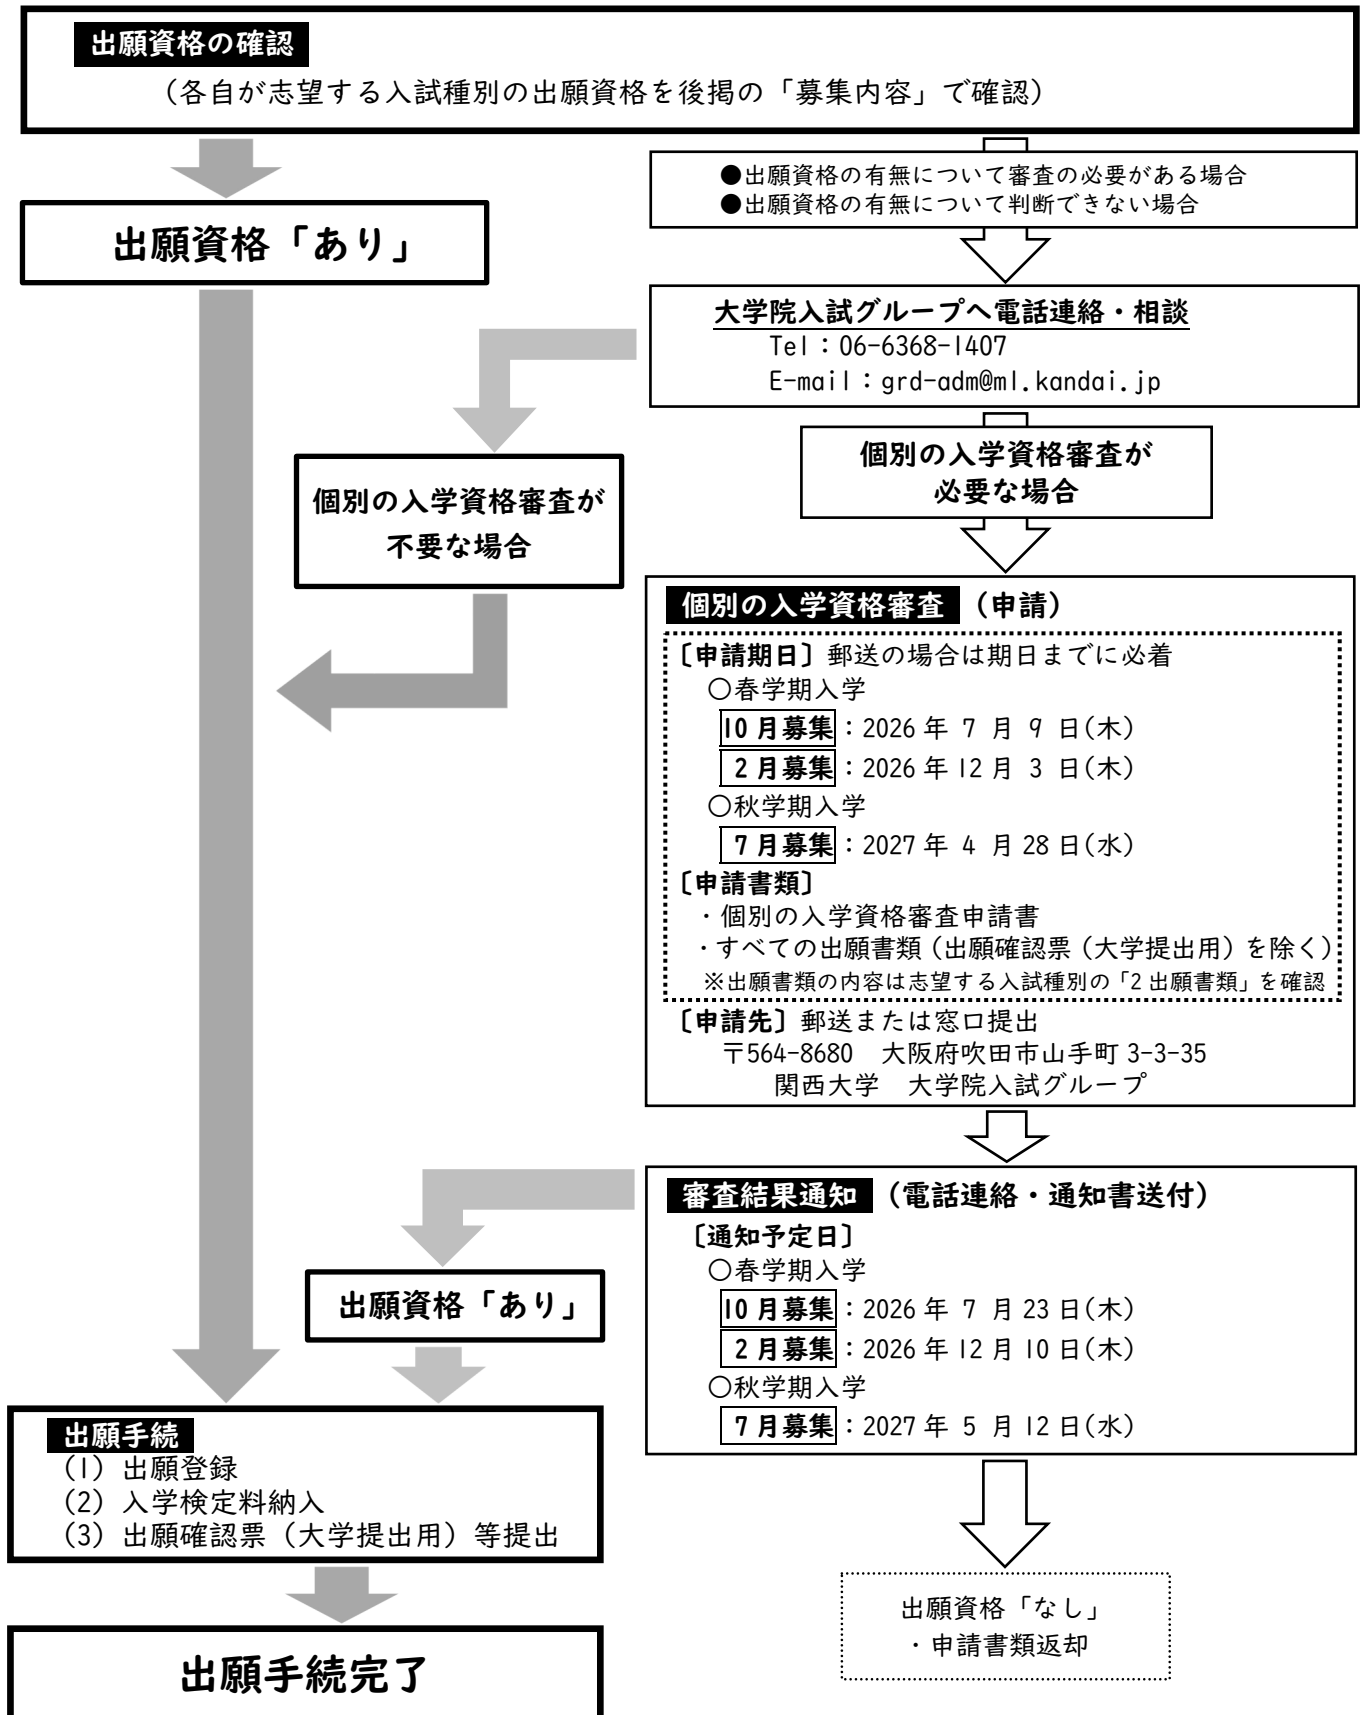 出願資格の確認
（各自が志望する入試種別の出願資格を後掲の「募集内容」で確認）
●出願資格の有無について審査の必要がある場合
●出願資格の有無について判断できない場合
出願資格「あり」
大学院入試グループへ電話連絡・相談
Tel：06-6368-1407
E-mail：grd-adm@ml.kandai.jp
個別の入学資格審査が
必要な場合
個別の入学資格審査が
不要な場合
個別の入学資格審査（申請）
〔申請期日〕郵送の場合は期日までに必着
○春学期入学
10月募集：2026年 7 月 9 日(木)
2月募集：2026年12月 3 日(木)
○秋学期入学
7月募集：2027年 4 月28日(水)
〔申請書類〕
・個別の入学資格審査申請書
・すべての出願書類（出願確認票（大学提出用）を除く）
※出願書類の内容は志望する入試種別の「2出願書類」を確認
〔申請先〕郵送または窓口提出
〒564-8680　大阪府吹田市山手町3-3-35
関西大学　大学院入試グループ
審査結果通知（電話連絡・通知書送付）
〔通知予定日〕
○春学期入学
10月募集：2026年 7 月23日(木)
2月募集：2026年12月10日(木)
○秋学期入学
7月募集：2027年 5 月12日(水)
出願資格「あり」
出願手続
（1）出願登録
（2）入学検定料納入
（3）出願確認票（大学提出用）等提出
出願資格「なし」
・申請書類返却
出願手続完了